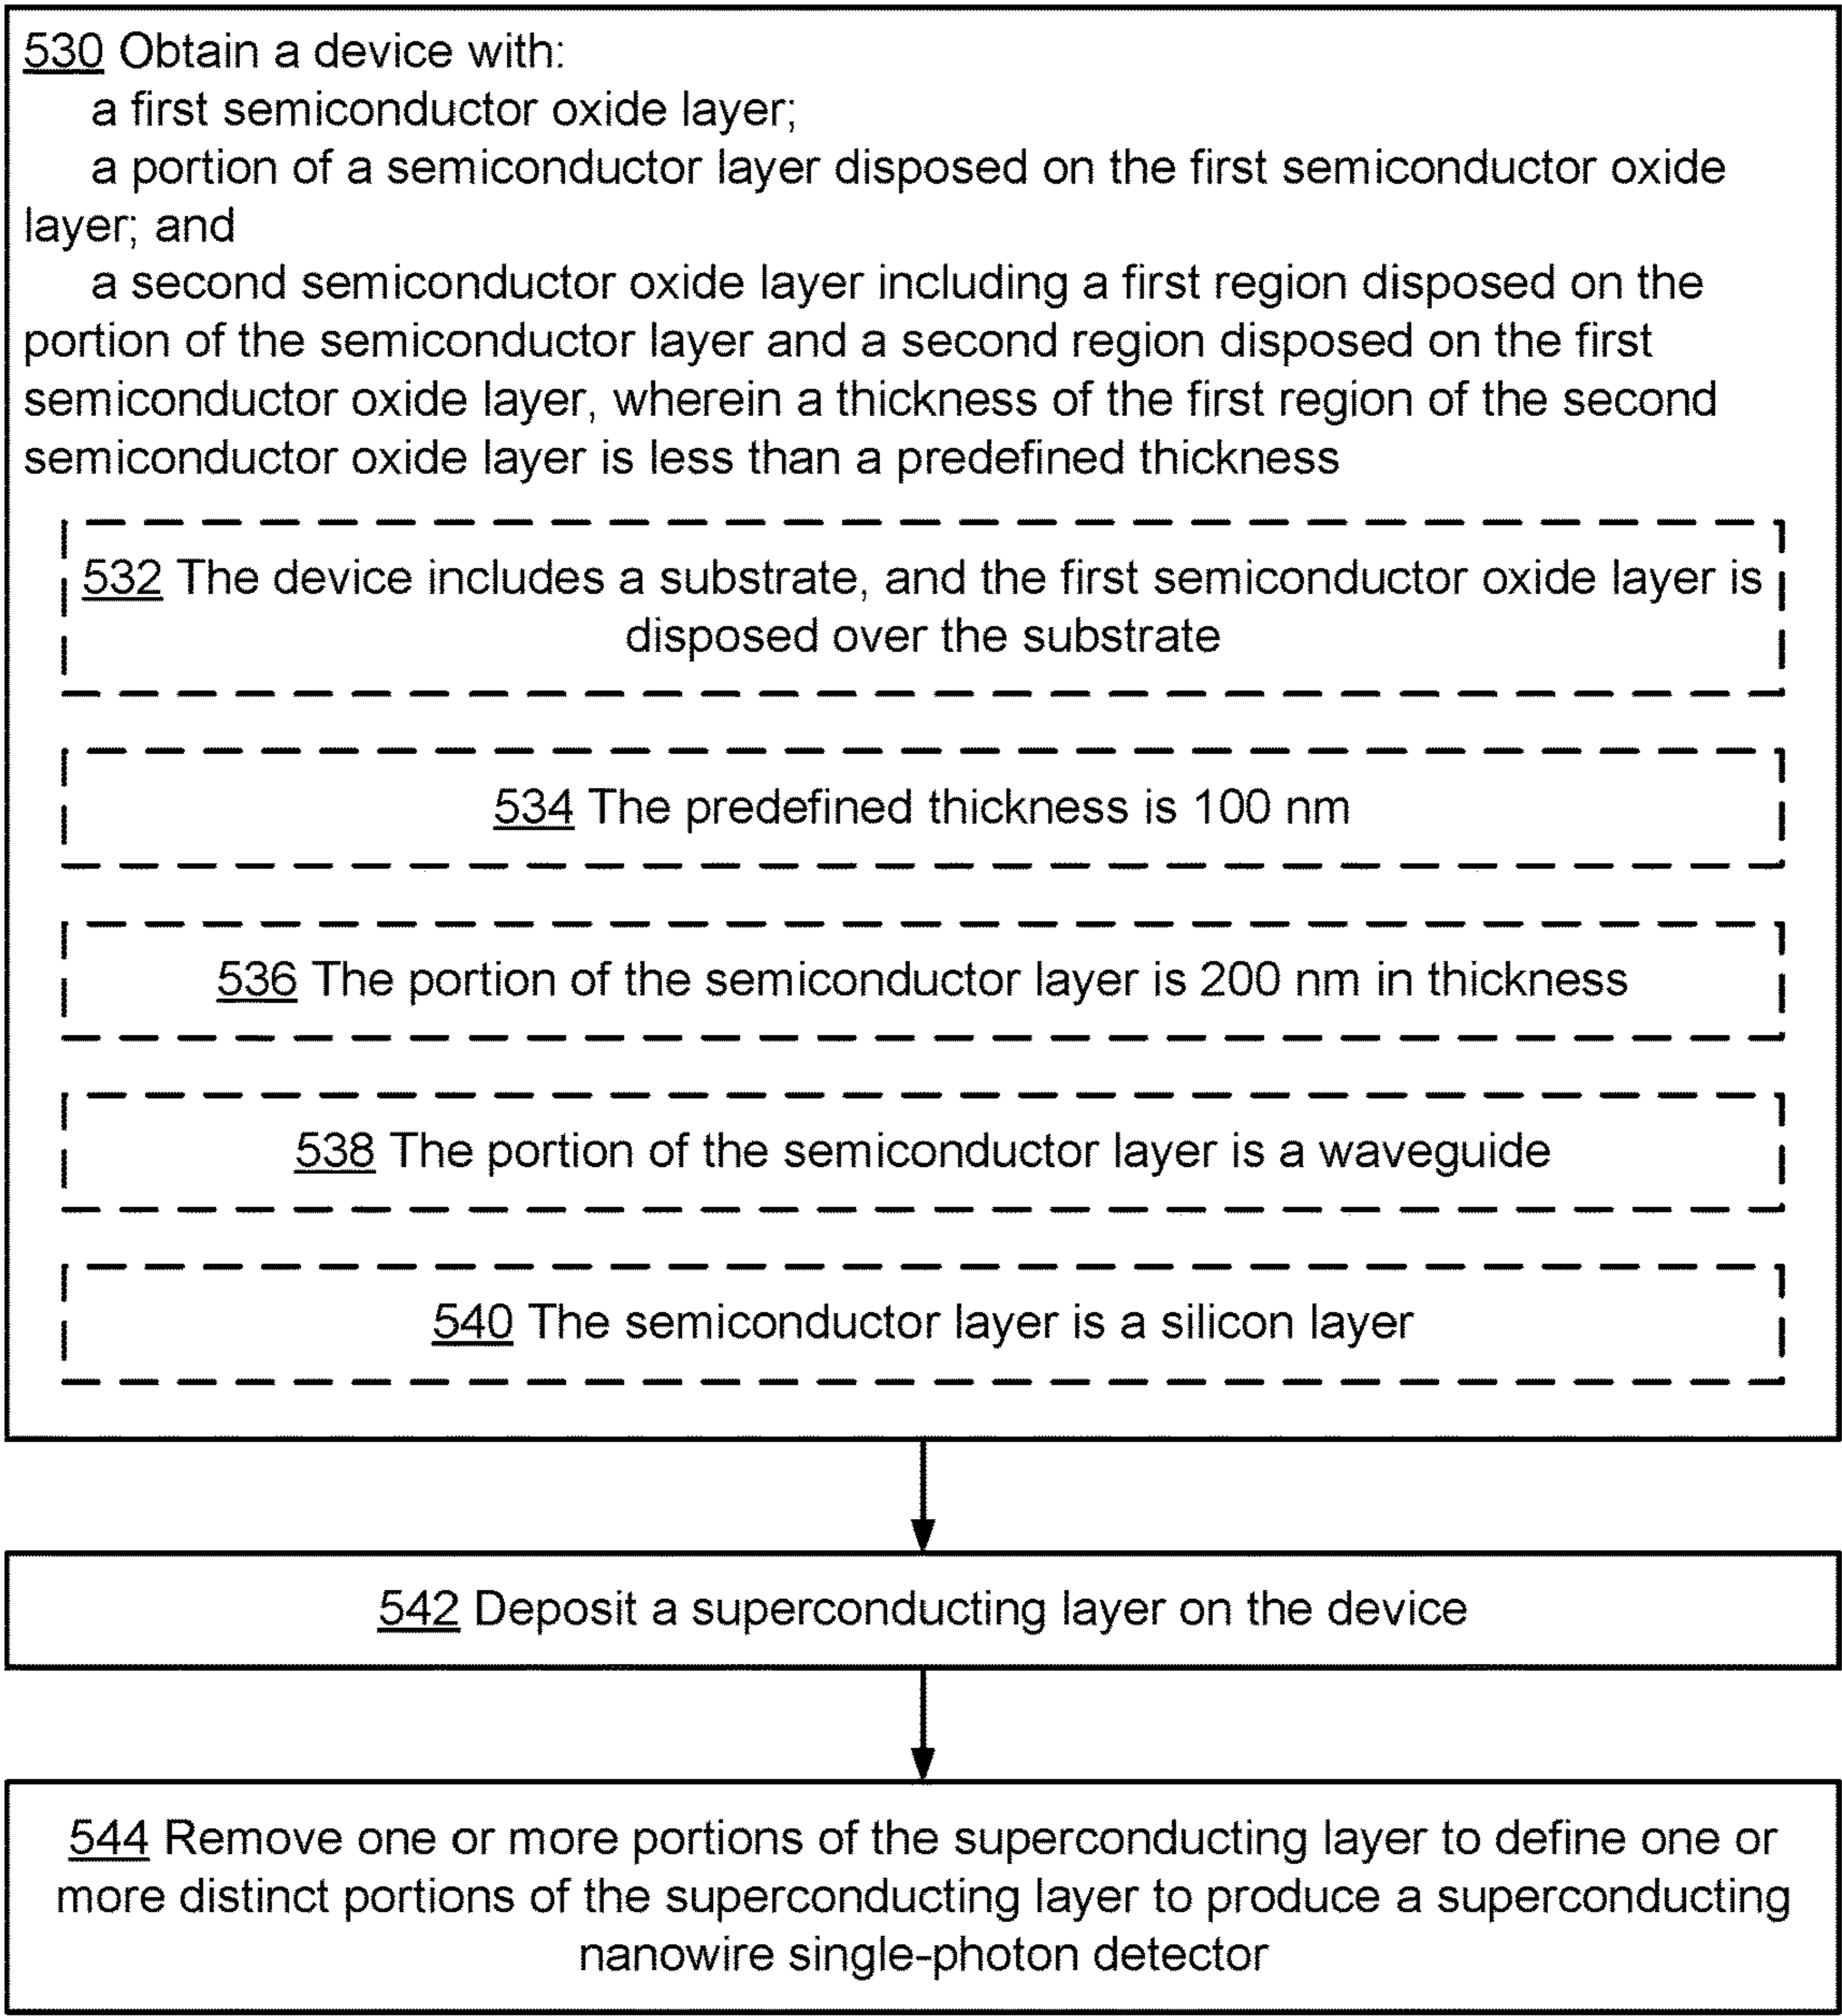 530 Obtain a device with:
a first semiconductor oxide layer;
a portion of a semiconductor layer disposed on the first semiconductor oxide
layer; and
a second semiconductor oxide layer including a first region disposed on the
portion of the semiconductor layer and a second region disposed on the first
semiconductor oxide layer, wherein a thickness of the first region of the second
semiconductor oxide layer is less than a predefined thickness
532 The device includes a substrate, and the first semiconductor oxide layer is
disposed over the substrate
534 The predefined thickness is 100 nm
536 The portion of the semiconductor layer is 200 nm in thickness
538 The portion of the semiconductor layer is a waveguide
540 The semiconductor layer is a silicon layer
542 Deposit a superconducting layer on the device
544 Remove one or more portions of the superconducting layer to define one or
more distinct portions of the superconducting layer to produce a superconducting
nanowire single-photon detector